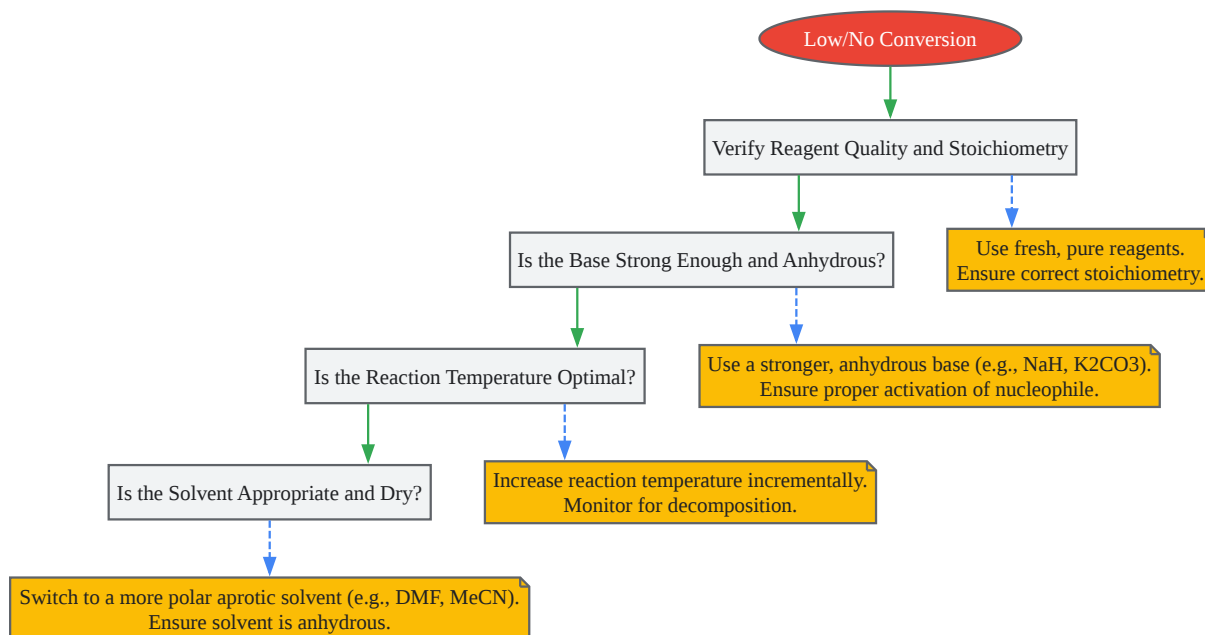 Low/No Conversion
Verify Reagent Quality and Stoichiometry
Use fresh, pure reagents.
Ensure correct stoichiometry.
Is the Base Strong Enough and Anhydrous?
Use a stronger, anhydrous base (e.g., NaH, K2CO3).
Ensure proper activation of nucleophile.
Is the Reaction Temperature Optimal?
Increase reaction temperature incrementally.
Monitor for decomposition.
Is the Solvent Appropriate and Dry?
Switch to a more polar aprotic solvent (e.g., DMF, MeCN).
Ensure solvent is anhydrous.